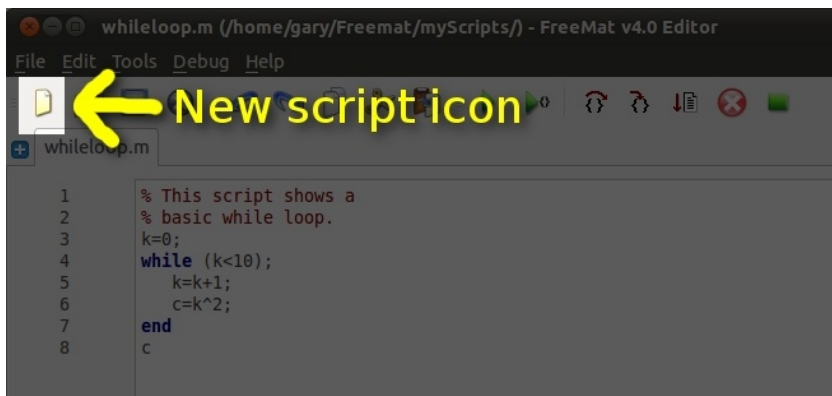 whileloop.m (/home/gary/Freemat/myScripts/) - FreeMat v4.0 Editor
File Edit Tools Debug Help
New script icon
whileloop.m
1 % This script shows a
2 % basic while loop.
3 k=0;
4 while (k<10);
5 k=k+1;
6 c=k^2;
7 end
8 c